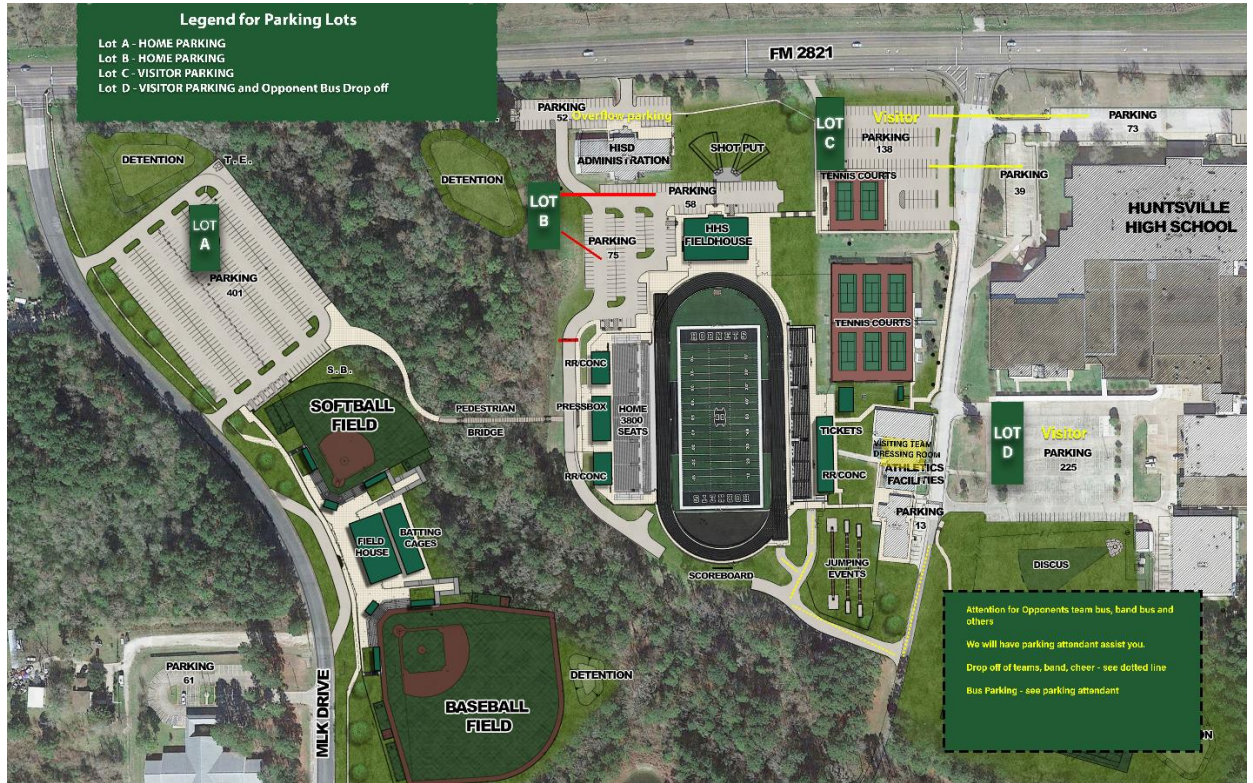 Legend for Parking Lots
Lot A - HOME PARKING
Lot B - HOME PARKING
Lot C - VISITOR PARKING
Lot D - VISITOR PARKING and Opponent Bus Drop off
FM 2821
PARKING
52
Overflow parking
HISD
ADMINISTRATION
SHOT PUT
LOT
C
Visitor
PARKING
138
PARKING
73
PARKING
39
TENNIS COURTS
HUNTSVILLE
HIGH SCHOOL
DETENTION
T.E.
DETENTION
LOT
B
PARKING
58
HHS
FIELDHOUSE
PARKING
75
LOT
A
PARKING
401
TENNIS COURTS
HORNETS
S.B.
SOFTBALL
FIELD
PEDESTRIAN
BRIDGE
RR/CONC
PRESSBOX
RR/CONC
HOME
3800
SEATS
H
HORNETS
TICKETS
RR/CONC
VISITING TEAM
DRESSING ROOM
ATHLETICS
FACILITIES
PARKING
13
LOT
D
Visitor
PARKING
225
FIELD
HOUSE
BATTING
CAGES
SCOREBOARD
JUMPING
EVENTS
DISCUS
Attention for Opponents team bus, band bus and
others
We will have parking attendant assist you.
Drop off of teams, band, cheer - see dotted line
Bus Parking - see parking attendant
PARKING
61
MLK DRIVE
BASEBALL
FIELD
DETENTION
ON